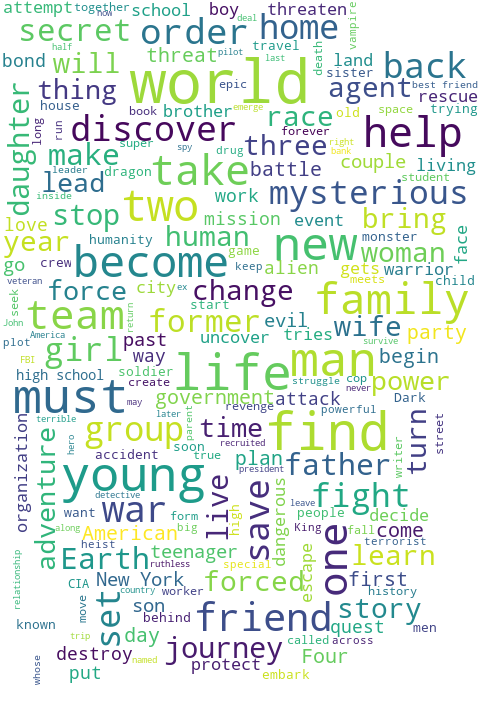 attempt together school boy threaten
now deal vampire
secret order home
half pilot last
bond will threat travel death land sister back
thing world agent best friend
house epic rescue
long run book brother emerge race space trying
discover super spy forever old right help
daughter make dragon drug three couple bank living
leader take battle student
lead inside work mysterious
love stop two mission event bring face
year humanity human monster
go crew become game new woman
veteran ex keep alien gets warrior child
seek force city change meets family
John America team return start former evil wife party survive
plot past uncover tries
FBI girl way life man begin
high school soldier struggle cop power
must create government attack never Dark
may revenge powerful
terrible later parent recruited
organization hero group time find turn street
adventure soon true plan father writer
accident president
young detective live save dangerous leave fight
want war form high people decide
along American big King fall come
heist ruthless special one terrorist learn
relationship Earth teenager escape
CIA New York country worker forced history first
move set son friend story
known day behind called across quest men
trip destroy named journey protect Four
whose put embark